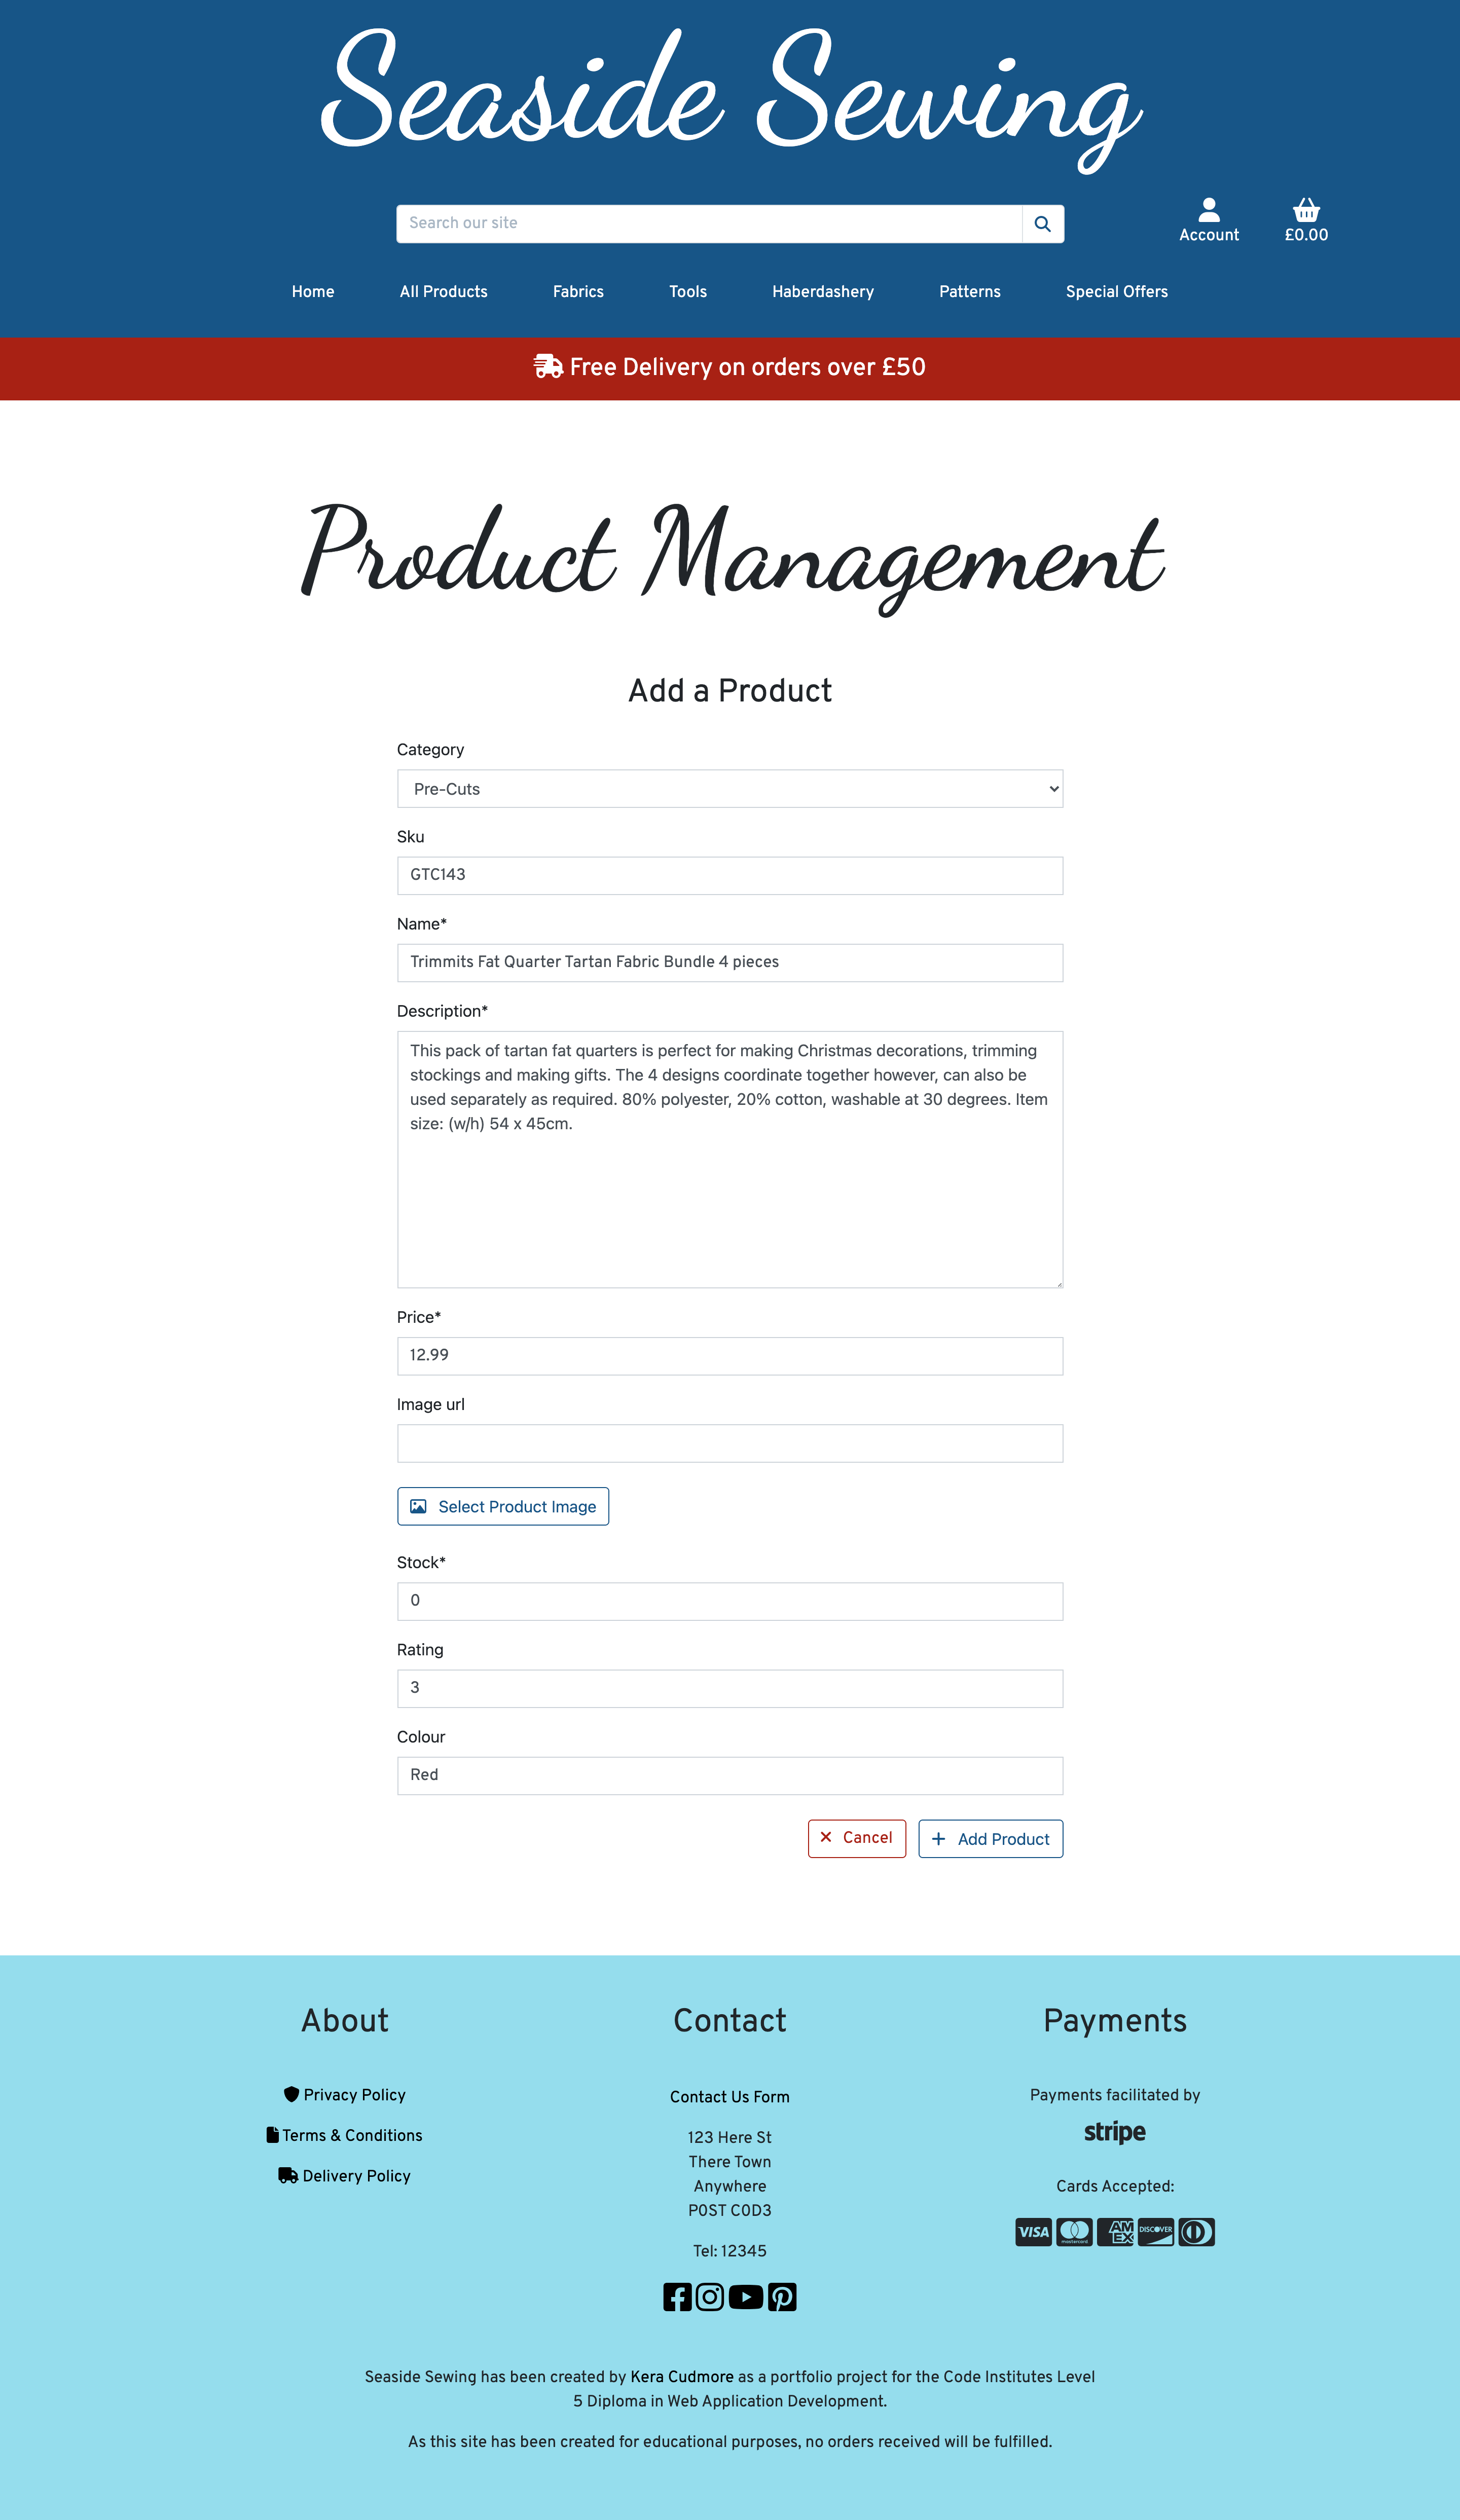 Seaside Sewing
Search our site
Account
£0.00
Home All Products Fabrics Tools Haberdashery Patterns Special Offers
Free Delivery on orders over £50
Product Management
Add a Product
Category
Pre-Cuts
Sku
GTC143
Name*
Trimmits Fat Quarter Tartan Fabric Bundle 4 pieces
Description*
This pack of tartan fat quarters is perfect for making Christmas decorations, trimming
stockings and making gifts. The 4 designs coordinate together however, can also be
used separately as required. 80% polyester, 20% cotton, washable at 30 degrees. Item
size: (w/h) 54 x 45cm.
Price*
12.99
Image url
Select Product Image
Stock*
0
Rating
3
Colour
Red
Cancel
Add Product
About
Privacy Policy
Terms & Conditions
Delivery Policy
Contact
Contact Us Form
123 Here St
There Town
Anywhere
P0ST C0D3
Tel: 12345
Payments
Payments facilitated by
stripe
Cards Accepted:
VISA mastercard AM EX DISCOVER
Seaside Sewing has been created by Kera Cudmore as a portfolio project for the Code Institutes Level
5 Diploma in Web Application Development.
As this site has been created for educational purposes, no orders received will be fulfilled.